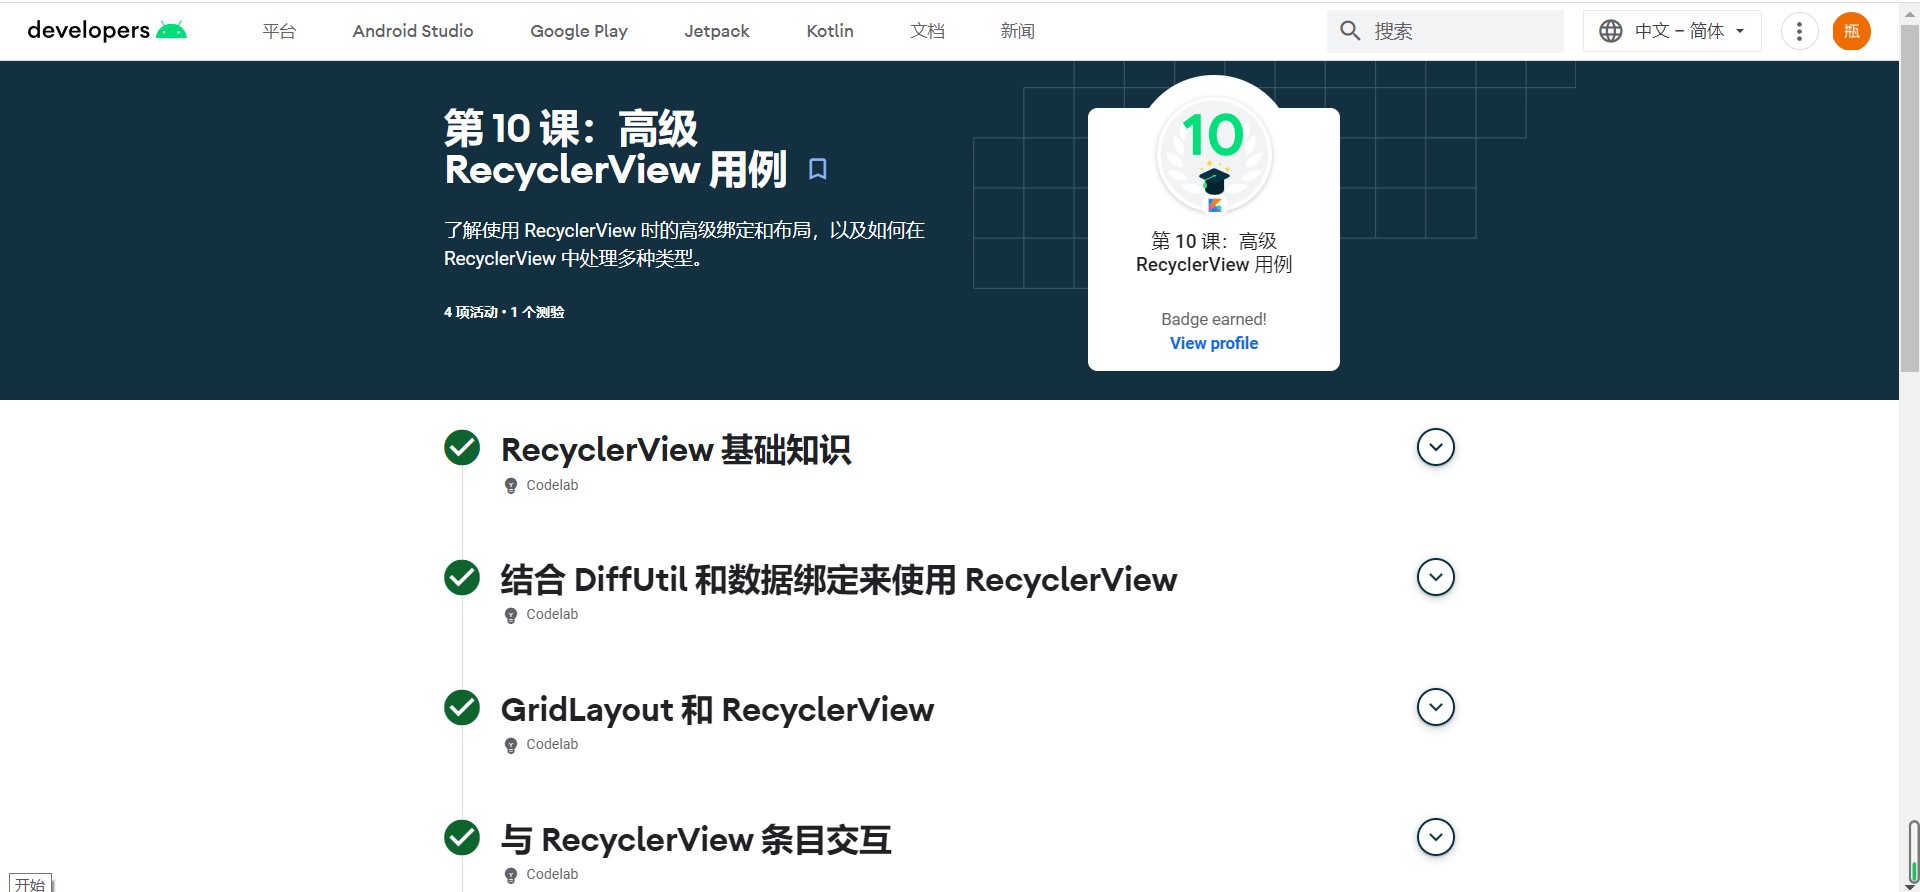 developers
平台
Android Studio
Google Play
Jetpack
Kotlin
文档
新闻
搜索
中文 – 简体
瓶
第 10 课：高级
RecyclerView 用例
了解使用 RecyclerView 时的高级绑定和布局，以及如何在
RecyclerView 中处理多种类型。
4 项活动 • 1 个测验
10
第 10 课：高级
RecyclerView 用例
Badge earned!
View profile
RecyclerView 基础知识
Codelab
结合 DiffUtil 和数据绑定来使用 RecyclerView
Codelab
GridLayout 和 RecyclerView
Codelab
与 RecyclerView 条目交互
Codelab
开始